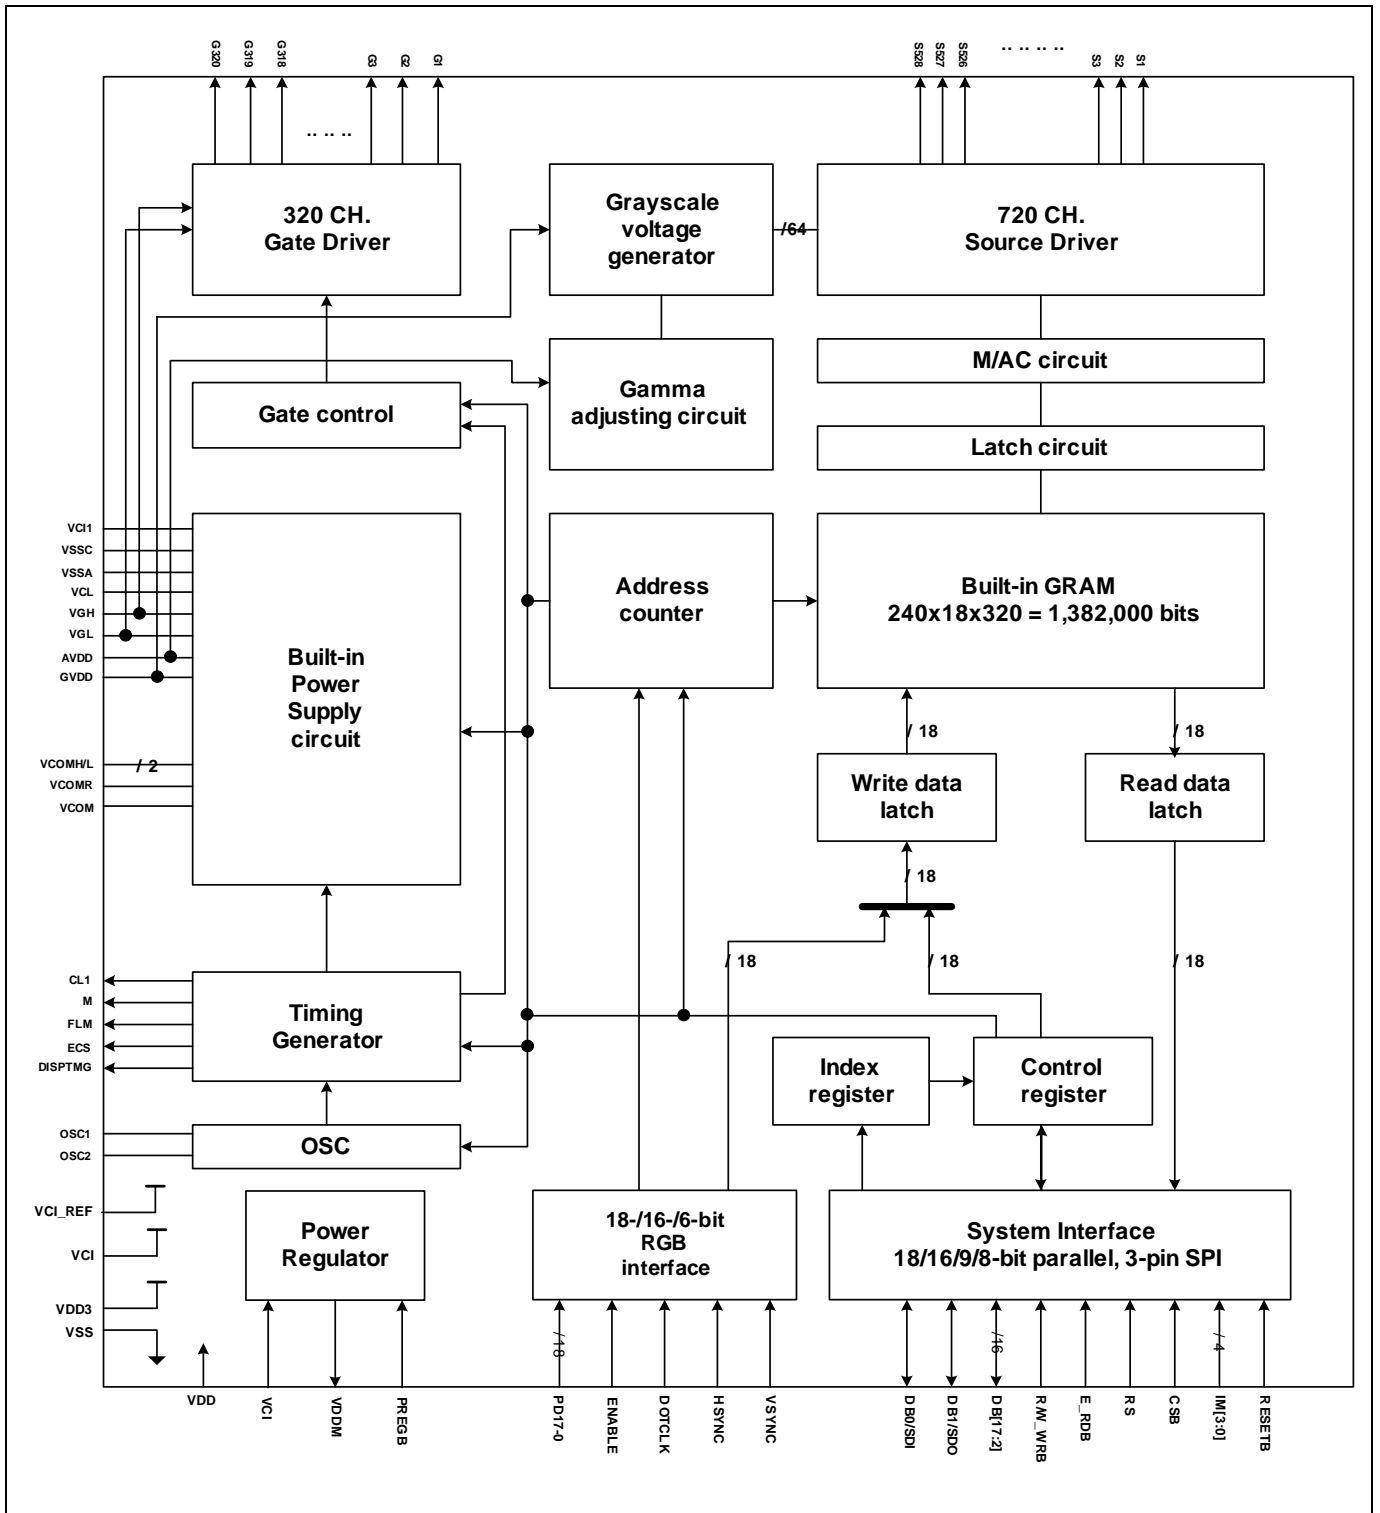 G320
G319
G318
G3
G2
G1
S528
S527
S526
.. .. .. ..
S3
S2
S1
.. .. ..
320 CH.
Gate Driver
Grayscale
voltage
generator
/64
720 CH.
Source Driver
M/AC circuit
Gamma
adjusting circuit
Gate control
Latch circuit
VCI1
VSSC
VSSA
VCL
VGH
VGL
AVDD
GVDD
VCOMH/L
/ 2
VCOMR
VCOM
Built-in
Power
Supply
circuit
Address
counter
Built-in GRAM
240x18x320 = 1,382,000 bits
/ 18
/ 18
Write data
latch
Read data
latch
/ 18
/ 18
/ 18
/ 18
CL1
M
FLM
ECS
DISPTMG
Timing
Generator
Index
register
Control
register
OSC1
OSC2
OSC
VCI_REF
VCI
VDD3
VSS
Power
Regulator
18-/16-/6-bit
RGB
interface
System Interface
18/16/9/8-bit parallel, 3-pin SPI
/18
/16
/ 4
VDD
VCI
VDDM
PREGB
PD17-0
ENABLE
DOTCLK
HSYNC
VSYNC
DB0/SDI
DB1/SDO
DB[17:2]
R/W_WRB
E_RDB
RS
CSB
IM[3:0]
RESETB